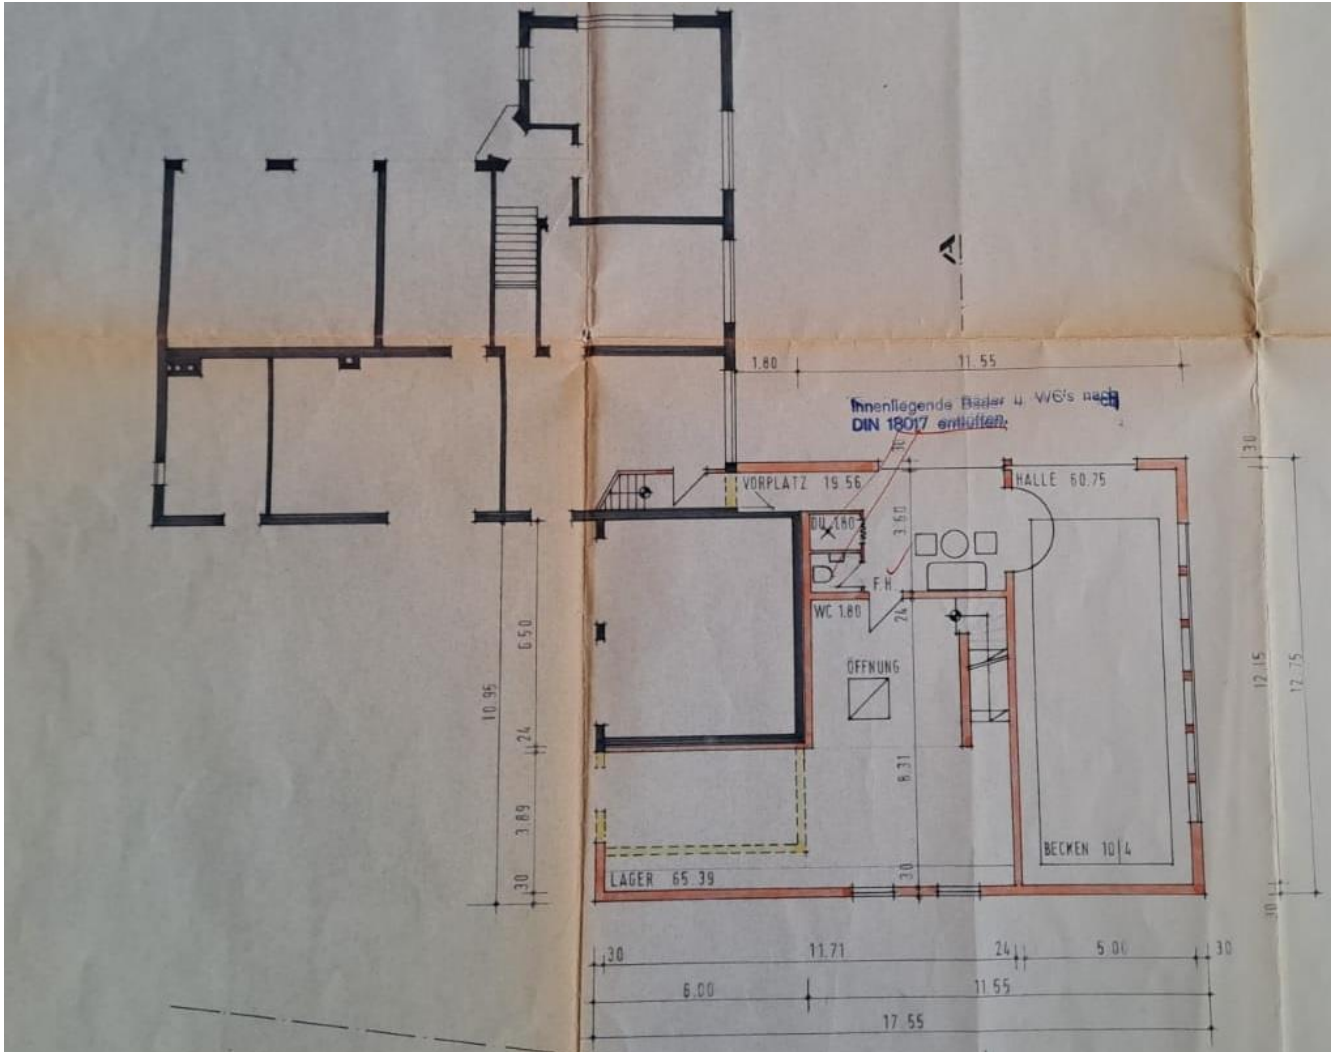 A
1.80
11.55
Innenliegende Bäder u. WC's nach
DIN 18017 entlüften.
30
30
VORPLATZ 19.56
HALLE 60.75
DU 1.80
3.60
F.H.
WC 1.80
24
ÖFFNUNG
6.50
10.95
24
8.31
12.15
12.75
3.89
BECKEN 10|4
30
LAGER 65.39
30
30
30
11.71
24
5.00
30
6.00
11.55
17.55